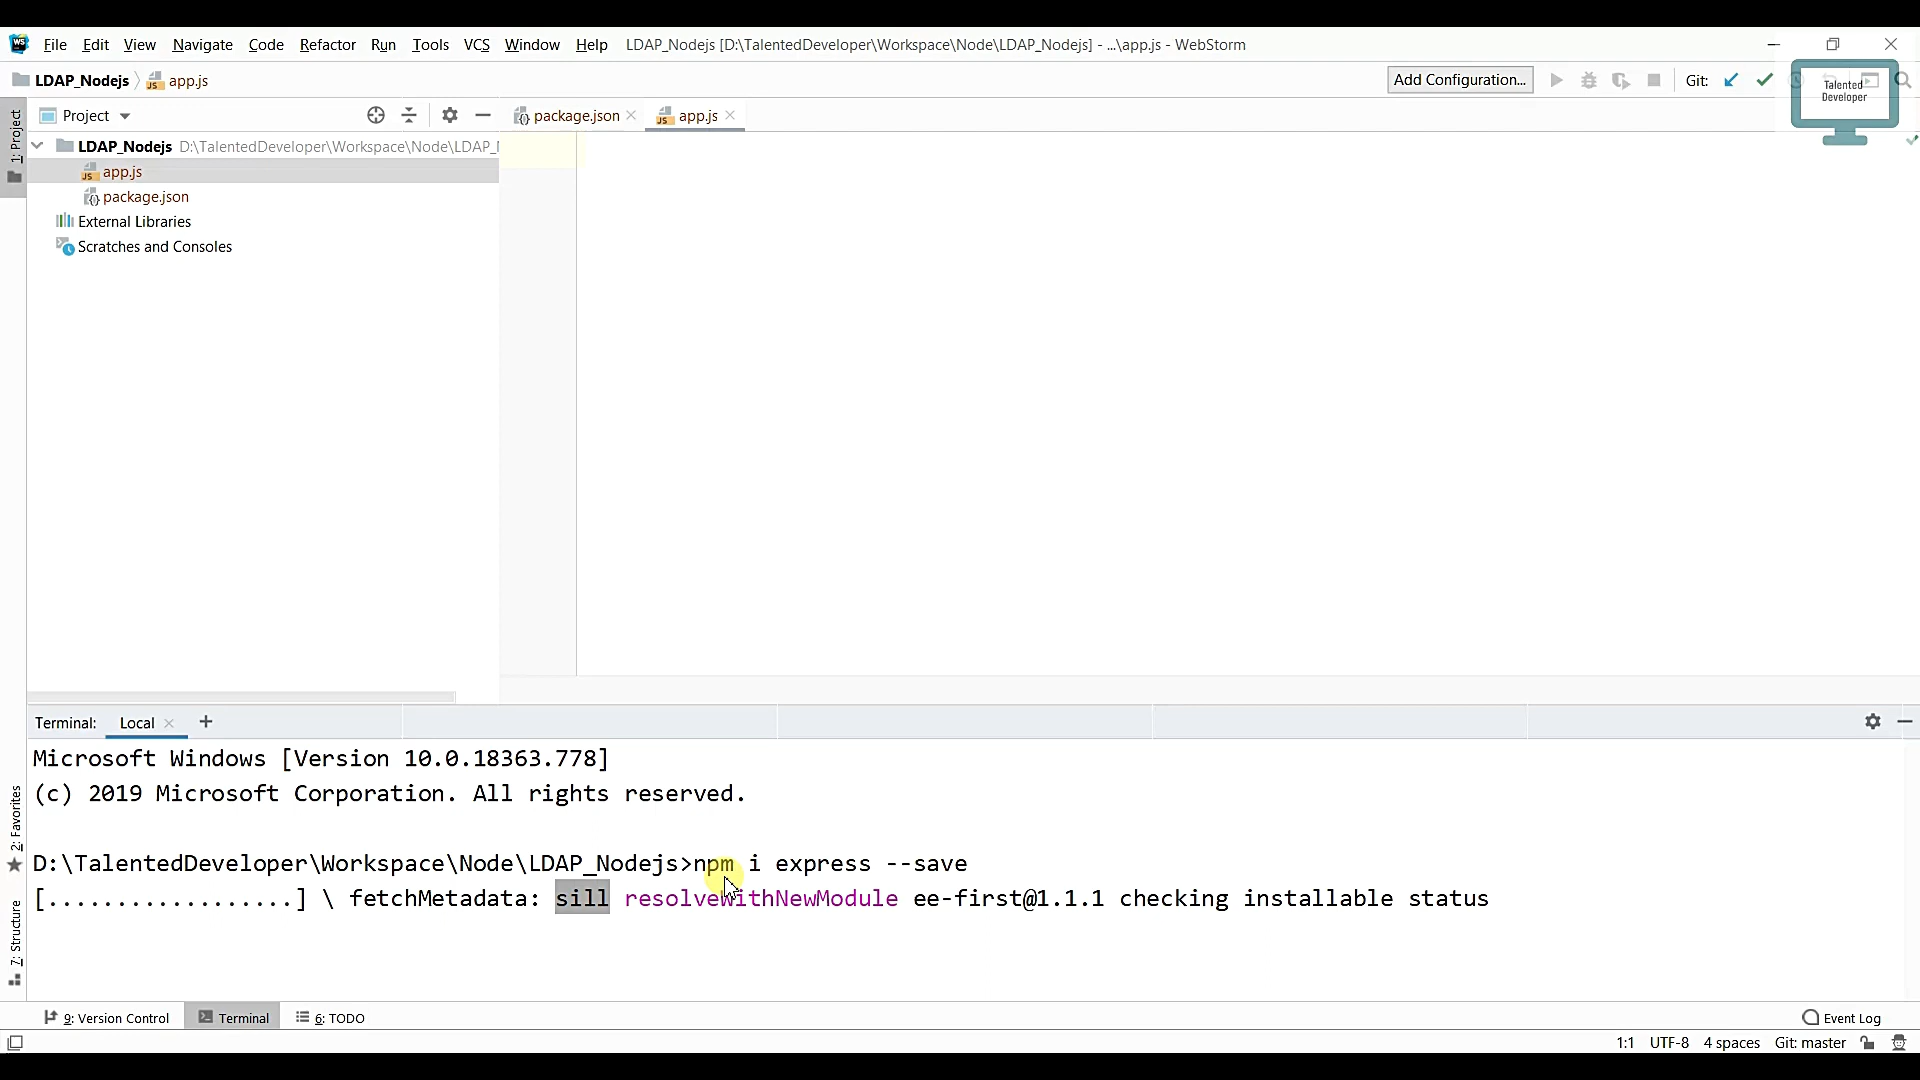 File Edit View Navigate Code Refactor Run Tools VCS Window Help LDAP_Nodejs [D:\TalentedDeveloper\Workspace\Node\LDAP_Nodejs] - ...\app.js - WebStorm
LDAP_Nodejs app.js Add Configuration... Git:
Talented
Developer
1: Project
Project package.json app.js
LDAP_Nodejs D:\TalentedDeveloper\Workspace\Node\LDAP_
app.js
package.json
External Libraries
Scratches and Consoles
Terminal: Local +
Microsoft Windows [Version 10.0.18363.778]
(c) 2019 Microsoft Corporation. All rights reserved.
D:\TalentedDeveloper\Workspace\Node\LDAP_Nodejs>npm i express --save
[..................] \ fetchMetadata: sill resolveWithNewModule ee-first@1.1.1 checking installable status
2: Favorites
7: Structure
9: Version Control Terminal 6: TODO Event Log
1:1 UTF-8 4 spaces Git: master